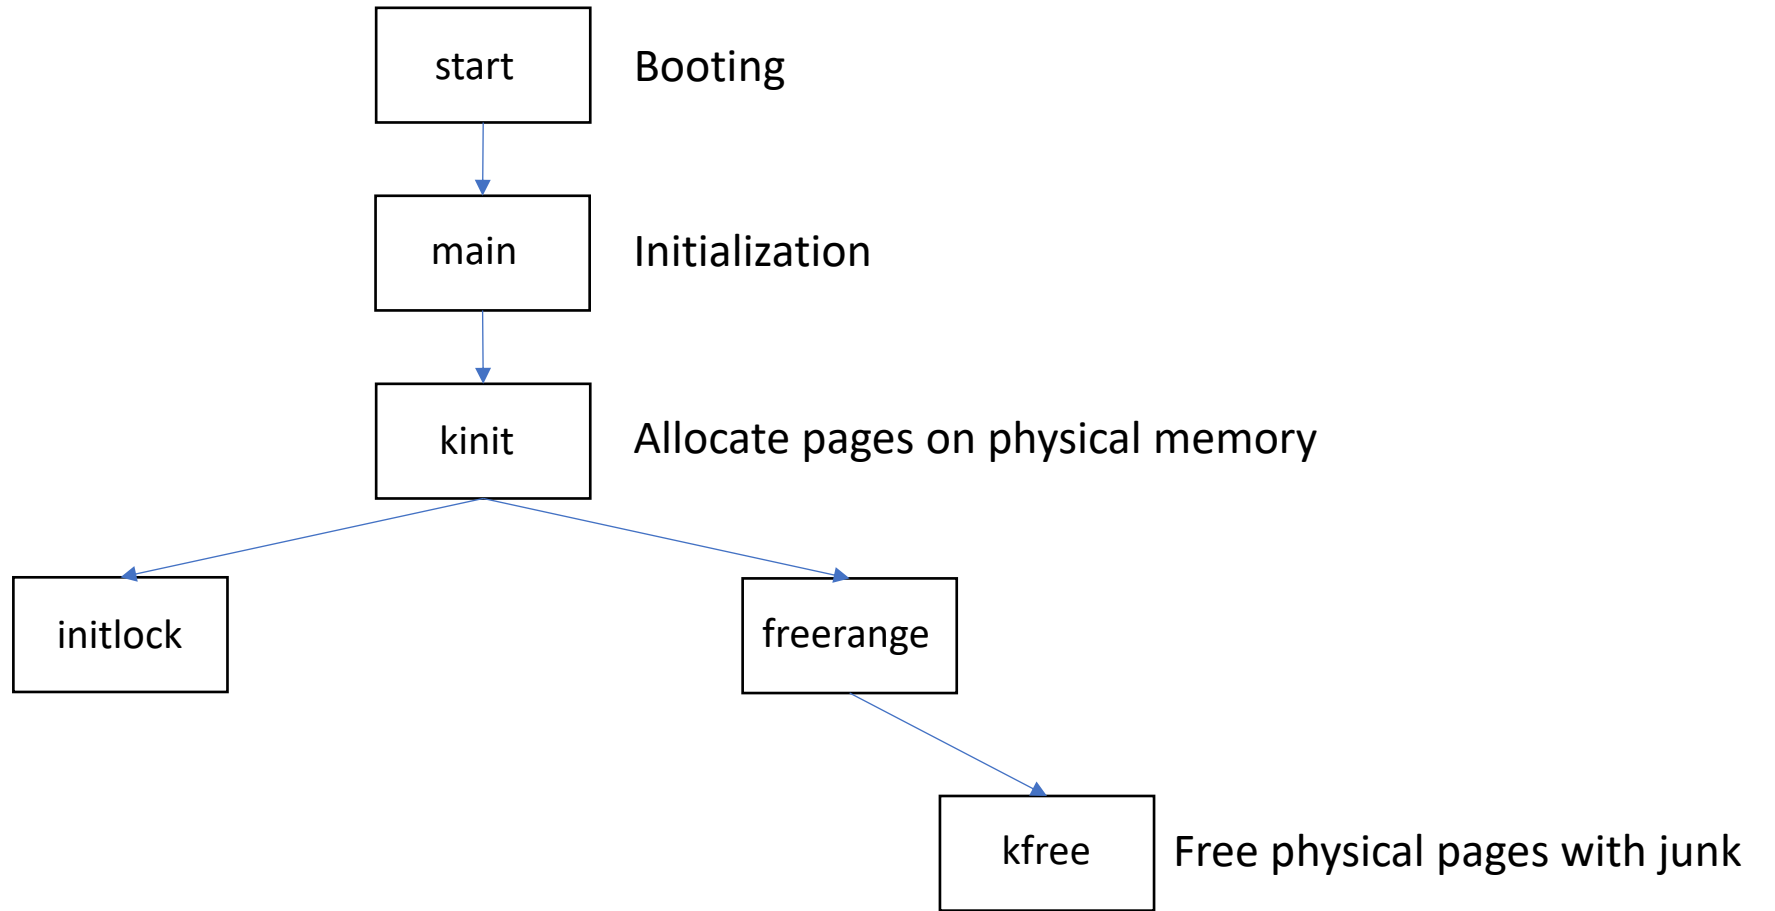 start
Booting
main
Initialization
kinit
Allocate pages on physical memory
initlock
freerange
kfree
Free physical pages with junk